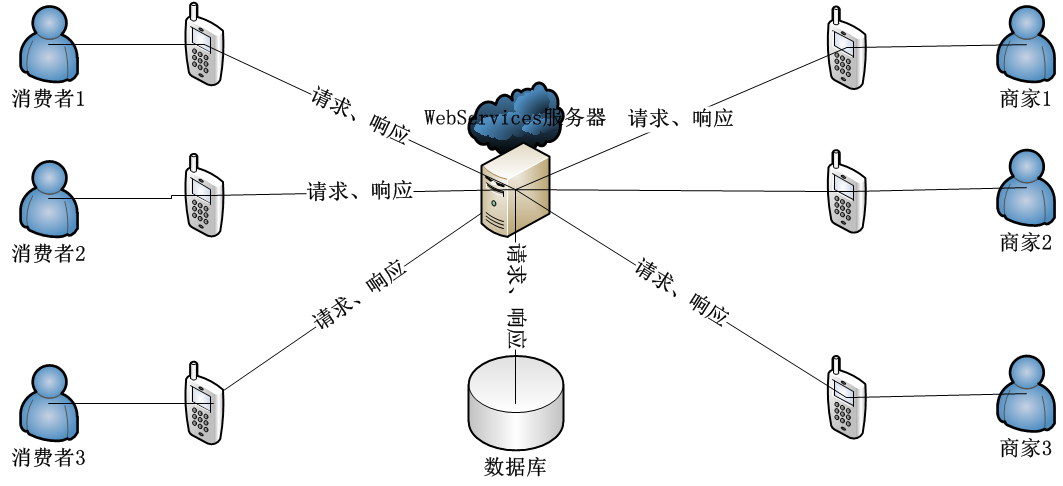 请求、响应
WebServices服务器
请求、响应
消费者1
商家1
请求、响应
消费者2
商家2
请求、响应
请求、响应
请求、响应
消费者3
数据库
商家3